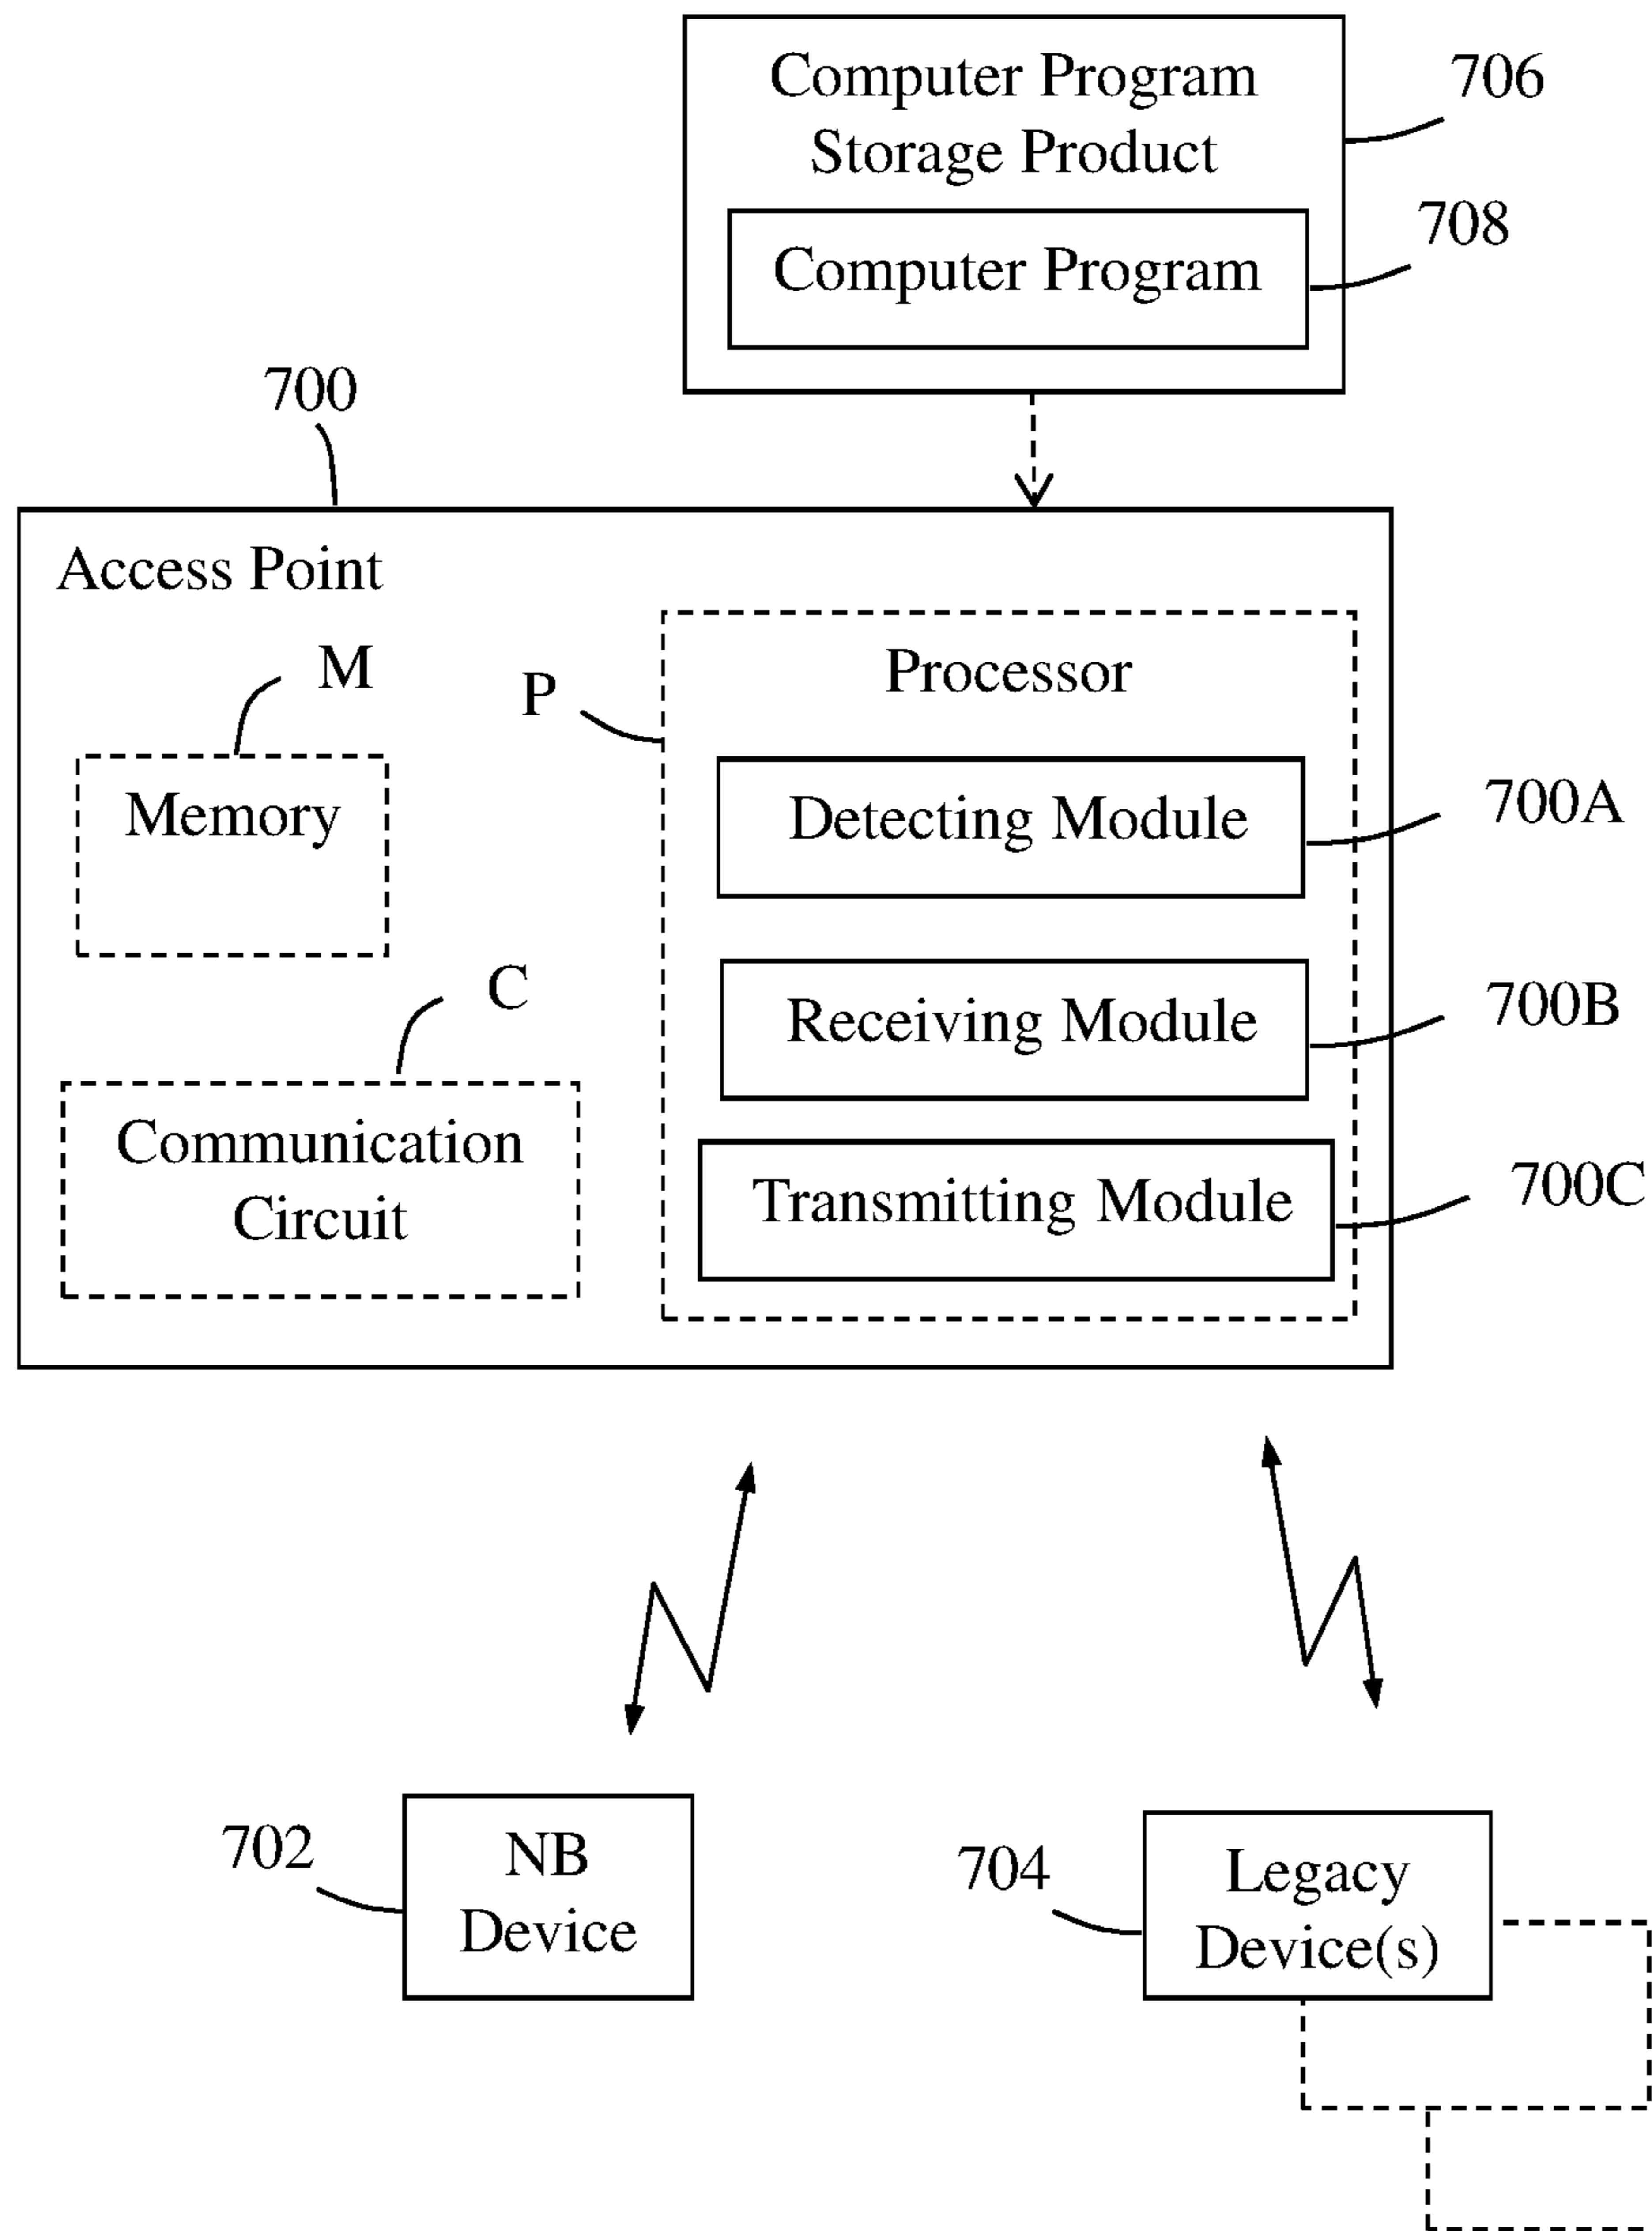 Computer Program
Storage Product
706
Computer Program
708
700
Access Point
M
P
Processor
Memory
Detecting Module
700A
C
Receiving Module
700B
Communication
Circuit
Transmitting Module
700C
702
NB
Device
704
Legacy
Device(s)